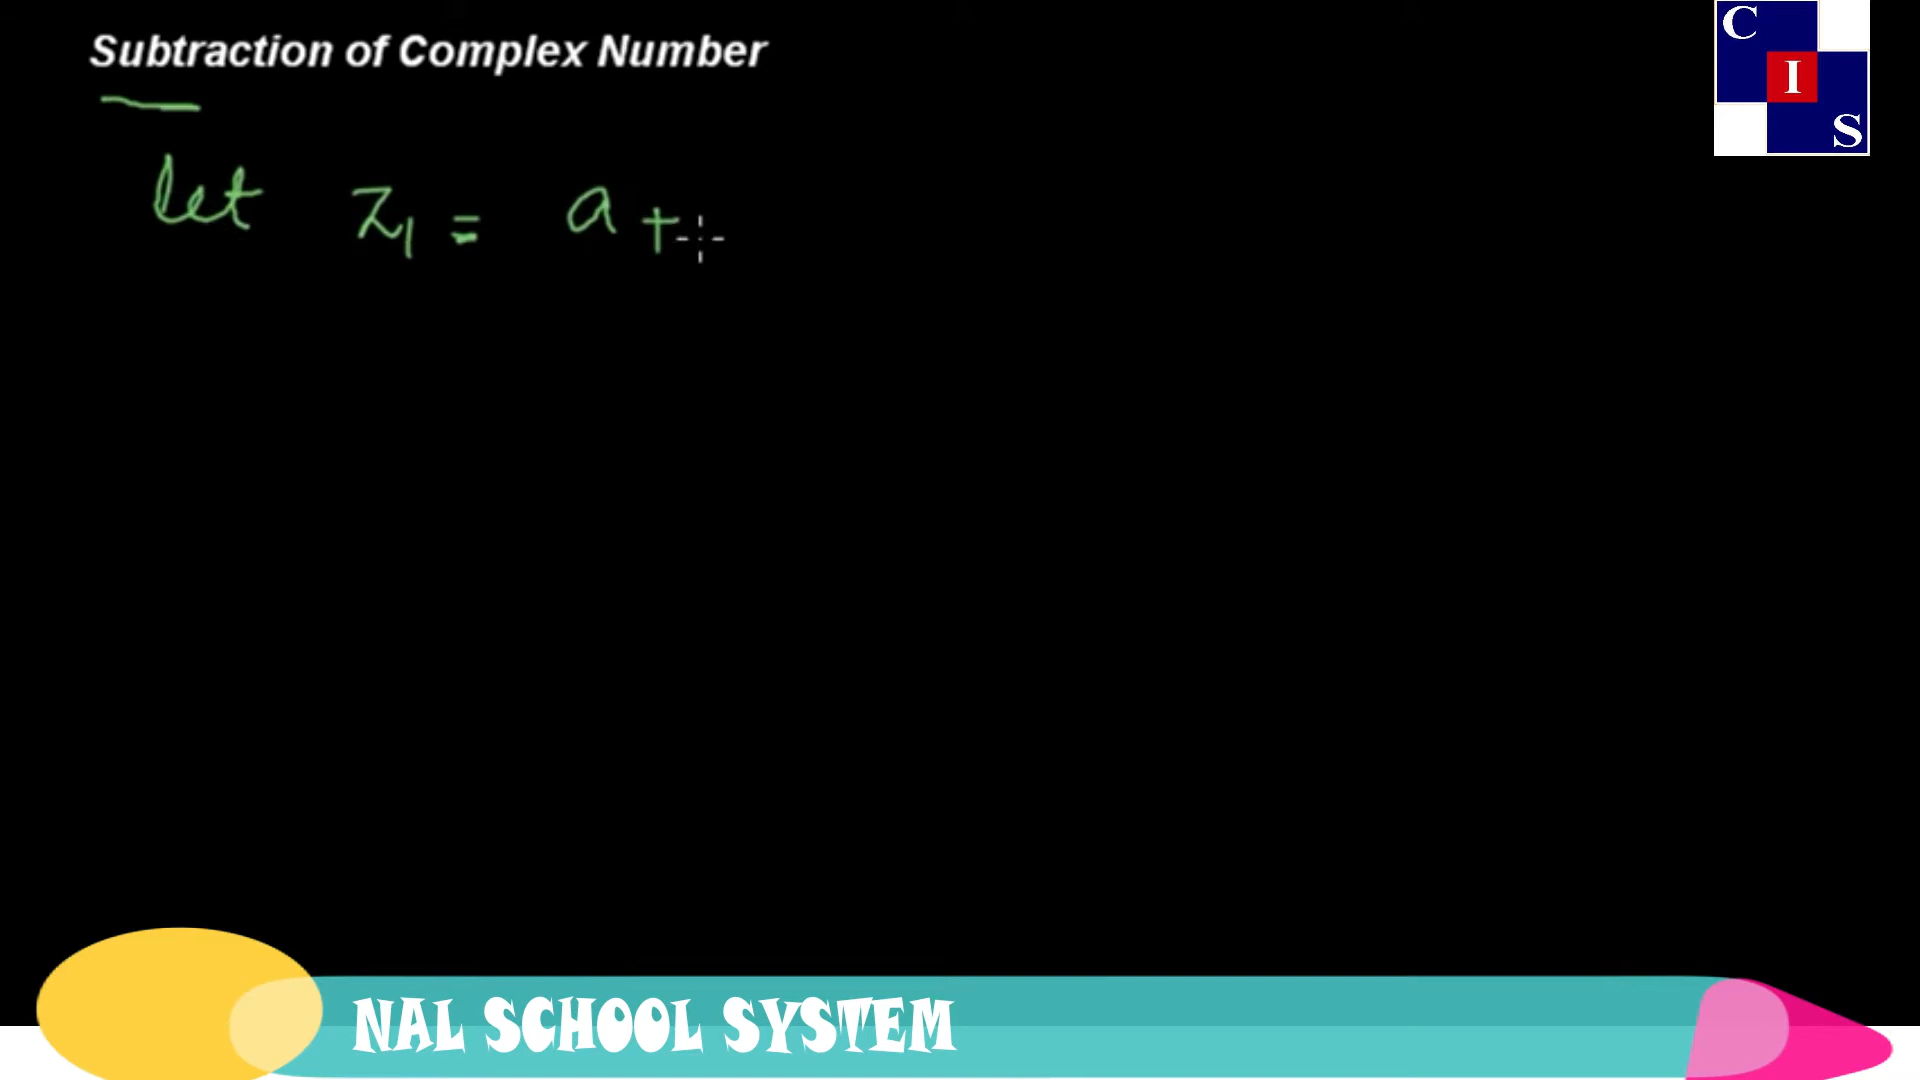 Subtraction of Complex Number
C
I
S
let z₁ = a +
NAL SCHOOL SYSTEM